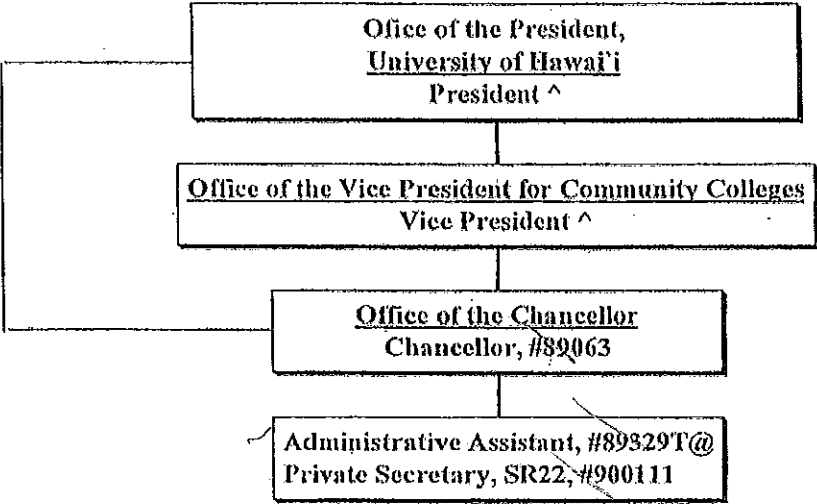 Ofice of the President,
University of Hawai`i
President ^
Office of the Vice President for Community Colleges
Vice President ^
Office of the Chancellor
Chancellor, #89063
Administrative Assistant, #89329T@
Private Secretary, SR22, #900111